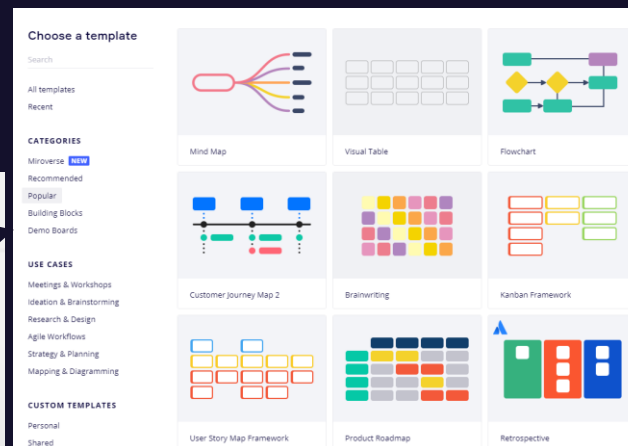 Choose a template
Search
All templates
Recent
CATEGORIES
Miroverse NEW
Recommended
Popular
Building Blocks
Demo Boards
USE CASES
Meetings & Workshops
Ideation & Brainstorming
Research & Design
Agile Workflows
Strategy & Planning
Mapping & Diagramming
CUSTOM TEMPLATES
Personal
Shared
Mind Map
Visual Table
Flowchart
Customer Journey Map 2
Brainwriting
Kanban Framework
User Story Map Framework
Product Roadmap
Retrospective